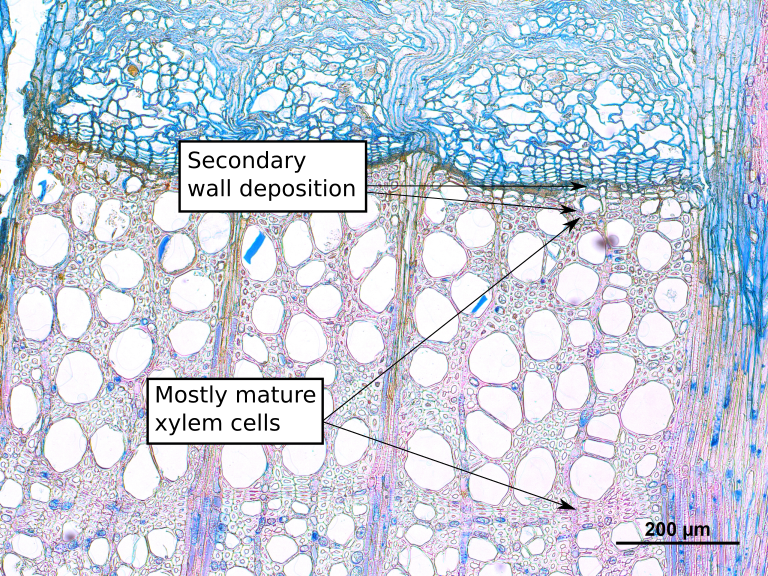 Secondary
wall deposition
Mostly mature
xylem cells
200 µm